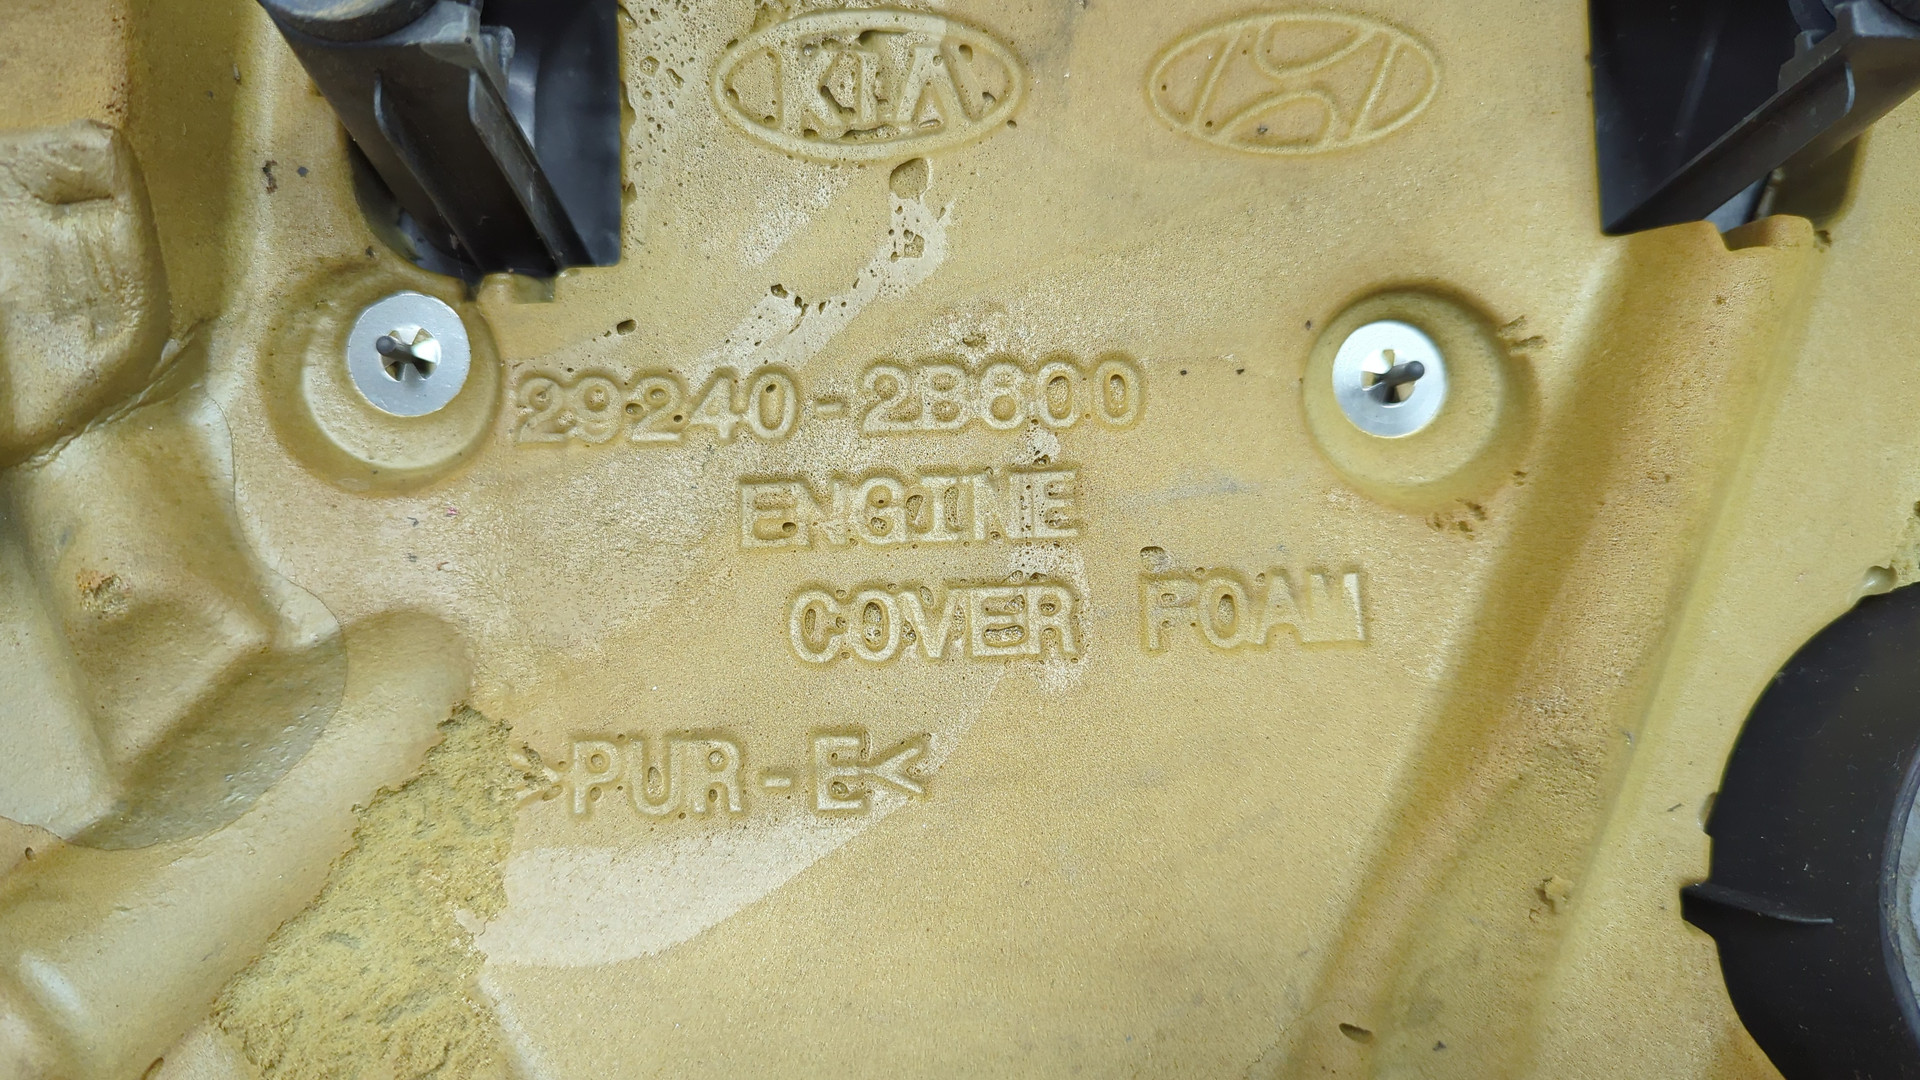 KIA
29240-2B600
ENGINE
COVER FOAM
>PUR-E<